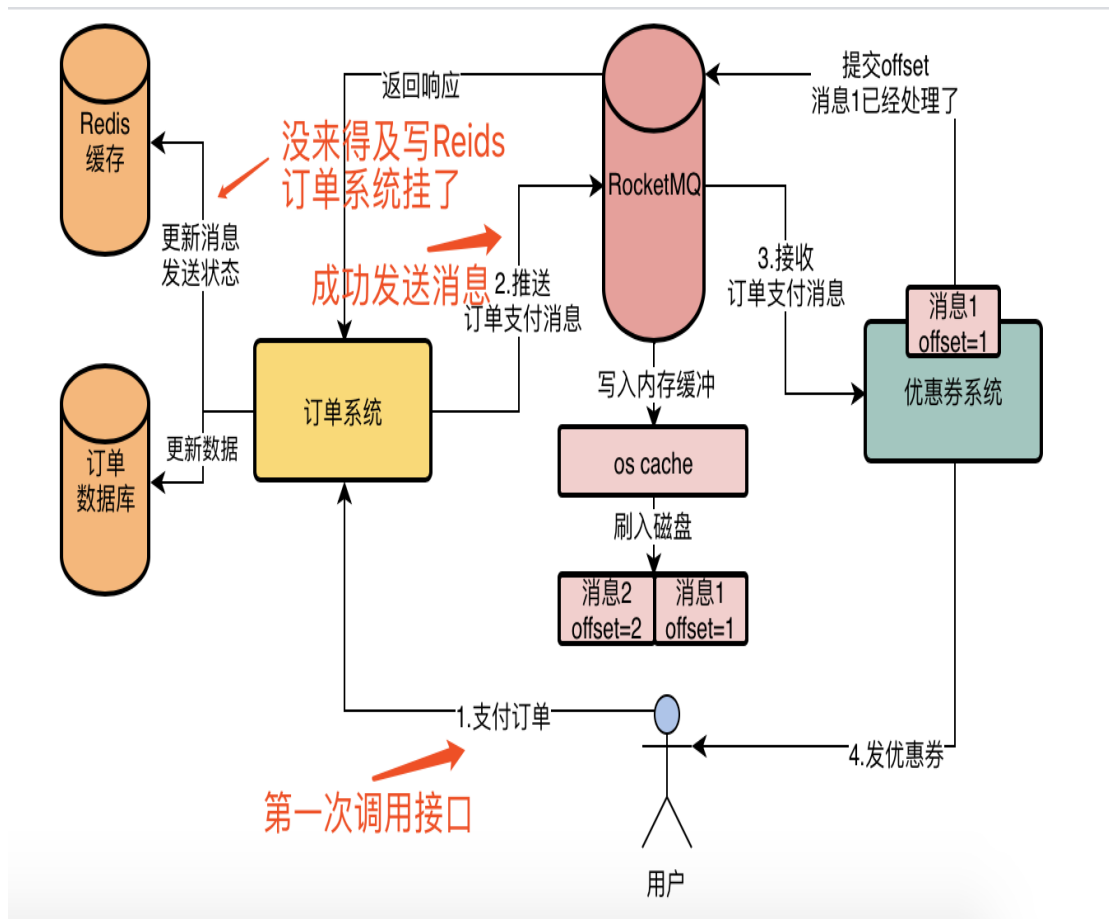 Redis
缓存
返回响应
提交offset
消息1已经处理了
没来得及写Reids
订单系统挂了
RocketMQ
更新消息
发送状态
成功发送消息
2.推送
订单支付消息
3.接收
订单支付消息
消息1
offset=1
优惠券系统
写入内存缓冲
订单系统
os cache
更新数据
订单
数据库
刷入磁盘
消息2
offset=2
消息1
offset=1
1.支付订单
4.发优惠券
第一次调用接口
用户